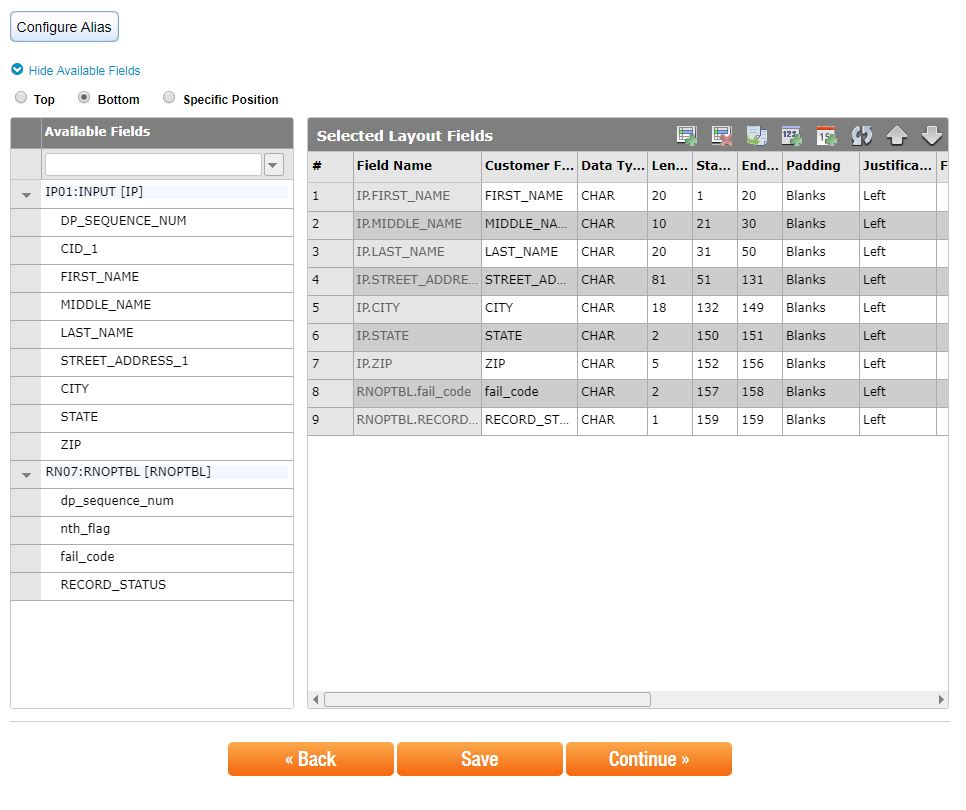 Configure Alias
Hide Available Fields
Top Bottom Specific Position
Available Fields
IP01:INPUT [IP]
DP_SEQUENCE_NUM
CID_1
FIRST_NAME
MIDDLE_NAME
LAST_NAME
STREET_ADDRESS_1
CITY
STATE
ZIP
RN07:RNOPTBL [RNOPTBL]
dp_sequence_num
nth_flag
fail_code
RECORD_STATUS
Selected Layout Fields
# Field Name Customer F... Data Ty... Len... Sta... End... Padding Justifica... F
1 IP.FIRST_NAME FIRST_NAME CHAR 20 1 20 Blanks Left
2 IP.MIDDLE_NAME MIDDLE_NA... CHAR 10 21 30 Blanks Left
3 IP.LAST_NAME LAST_NAME CHAR 20 31 50 Blanks Left
4 IP.STREET_ADDRE... STREET_AD... CHAR 81 51 131 Blanks Left
5 IP.CITY CITY CHAR 18 132 149 Blanks Left
6 IP.STATE STATE CHAR 2 150 151 Blanks Left
7 IP.ZIP ZIP CHAR 5 152 156 Blanks Left
8 RNOPTBL.fail_code fail_code CHAR 2 157 158 Blanks Left
9 RNOPTBL.RECORD... RECORD_ST... CHAR 1 159 159 Blanks Left
« Back Save Continue »